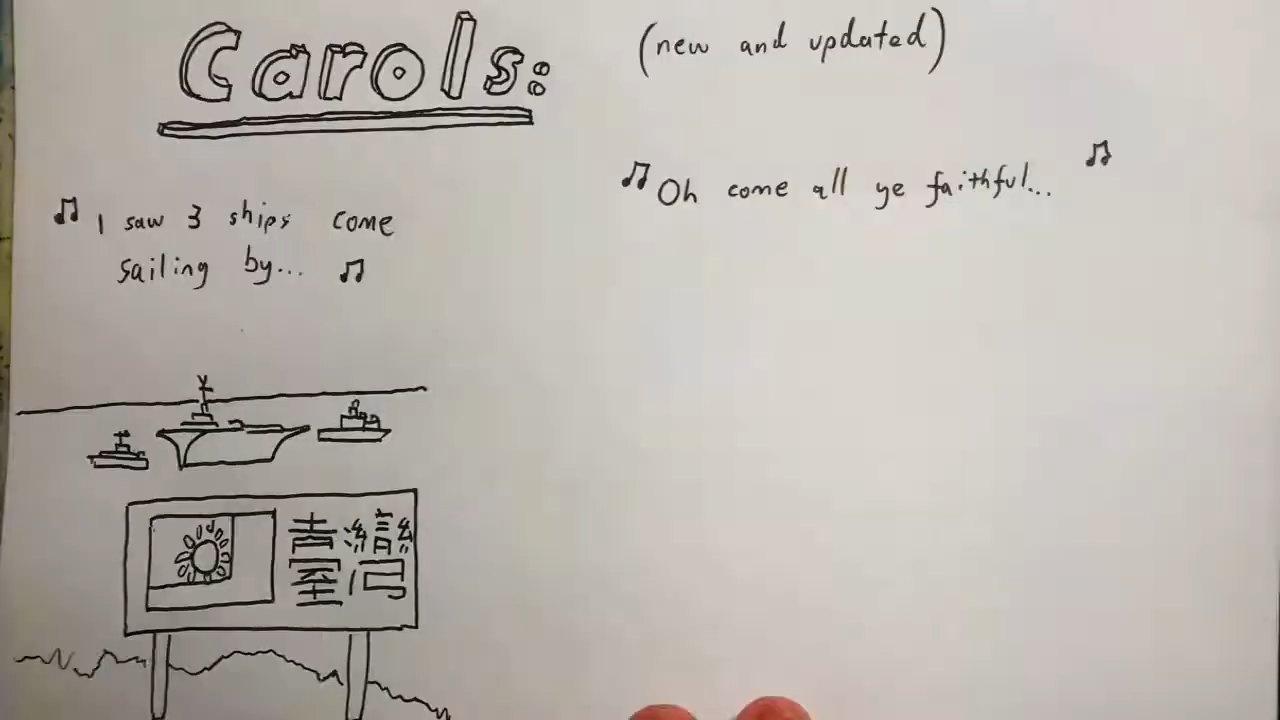 Carols:
(new and updated)
I saw 3 ships come
sailing by...
Oh come all ye faithful...